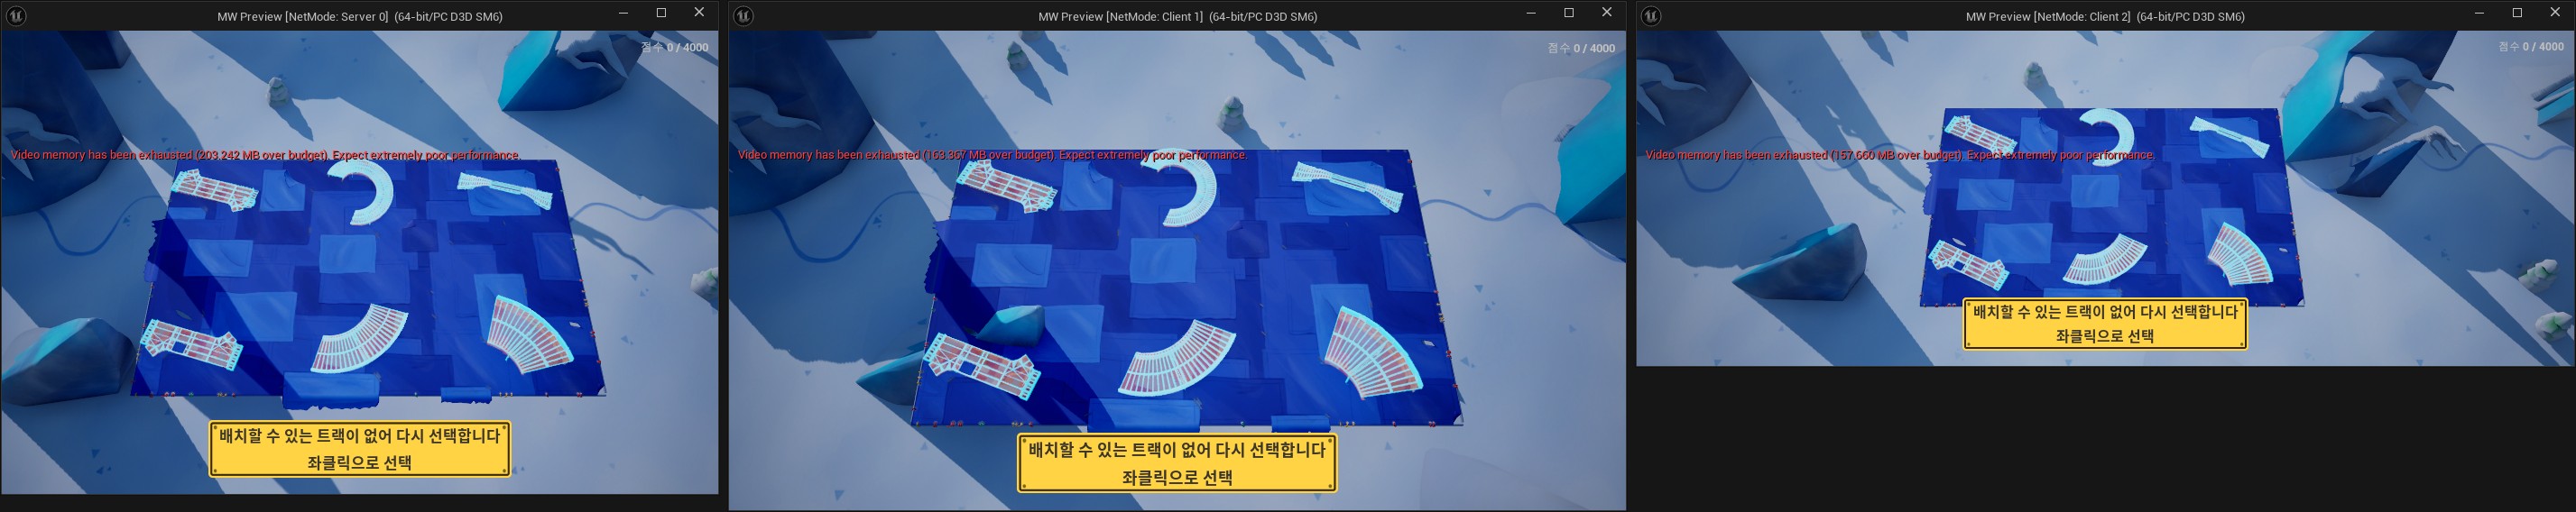 MW Preview [NetMode: Server 0] (64-bit/PC D3D SM6)
점수 0 / 4000
Video memory has been exhausted (203.242 MB over budget). Expect extremely poor performance.
배치할 수 있는 트랙이 없어 다시 선택합니다
좌클릭으로 선택
MW Preview [NetMode: Client 1] (64-bit/PC D3D SM6)
점수 0 / 4000
Video memory has been exhausted (163.357 MB over budget). Expect extremely poor performance.
배치할 수 있는 트랙이 없어 다시 선택합니다
좌클릭으로 선택
MW Preview [NetMode: Client 2] (64-bit/PC D3D SM6)
점수 0 / 4000
Video memory has been exhausted (157.660 MB over budget). Expect extremely poor performance.
배치할 수 있는 트랙이 없어 다시 선택합니다
좌클릭으로 선택